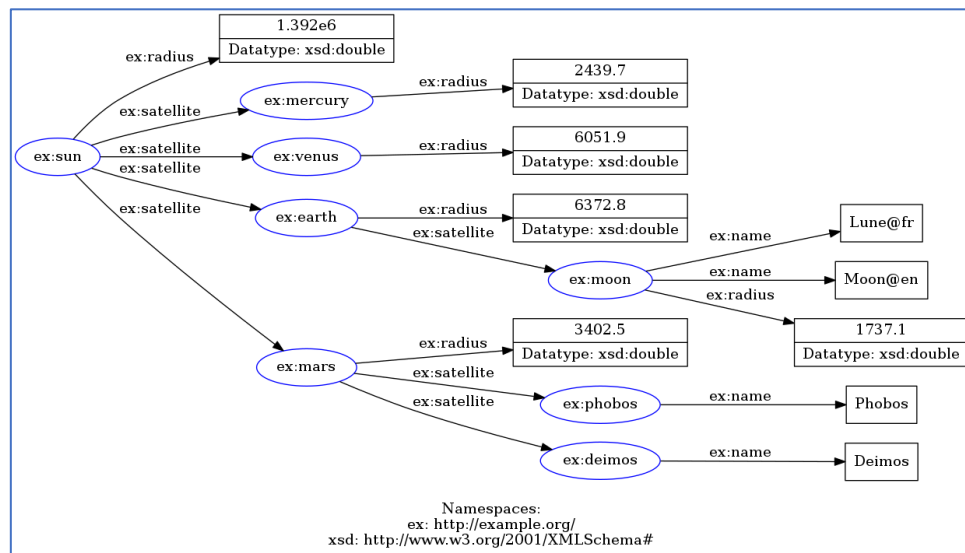 1.392e6
Datatype: xsd:double
ex:radius
ex:mercury
ex:radius
2439.7
Datatype: xsd:double
ex:satellite
ex:sun
ex:satellite
ex:venus
ex:radius
6051.9
Datatype: xsd:double
ex:satellite
ex:earth
ex:radius
6372.8
Datatype: xsd:double
ex:satellite
ex:satellite
ex:moon
ex:name
Lune@fr
ex:name
Moon@en
ex:radius
1737.1
Datatype: xsd:double
ex:mars
ex:radius
3402.5
Datatype: xsd:double
ex:satellite
ex:phobos
ex:name
Phobos
ex:satellite
ex:deimos
ex:name
Deimos
Namespaces:
ex: http://example.org/
xsd: http://www.w3.org/2001/XMLSchema#